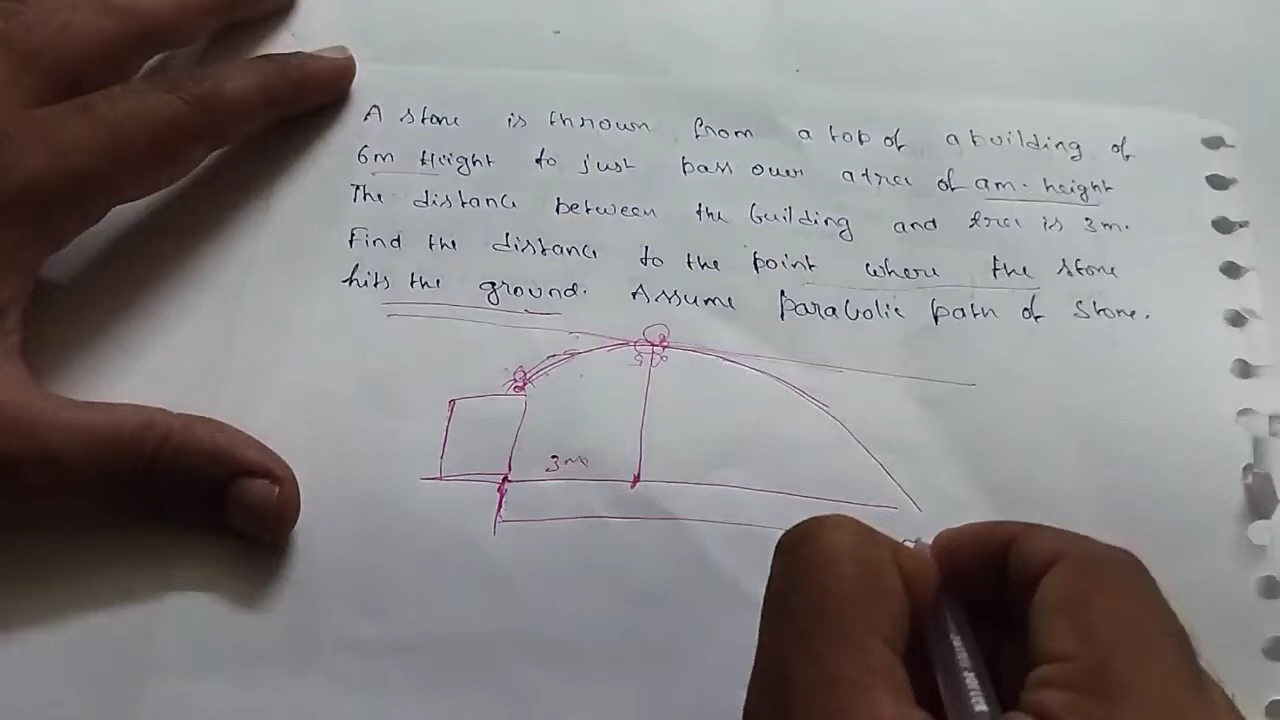 A stone is thrown from a top of a building of
6m Height to just pass over a tree of 9m. height
The distance between the building and tree is 3m.
Find the distance to the point where the stone
hits the ground. Assume parabolic path of stone.
3m